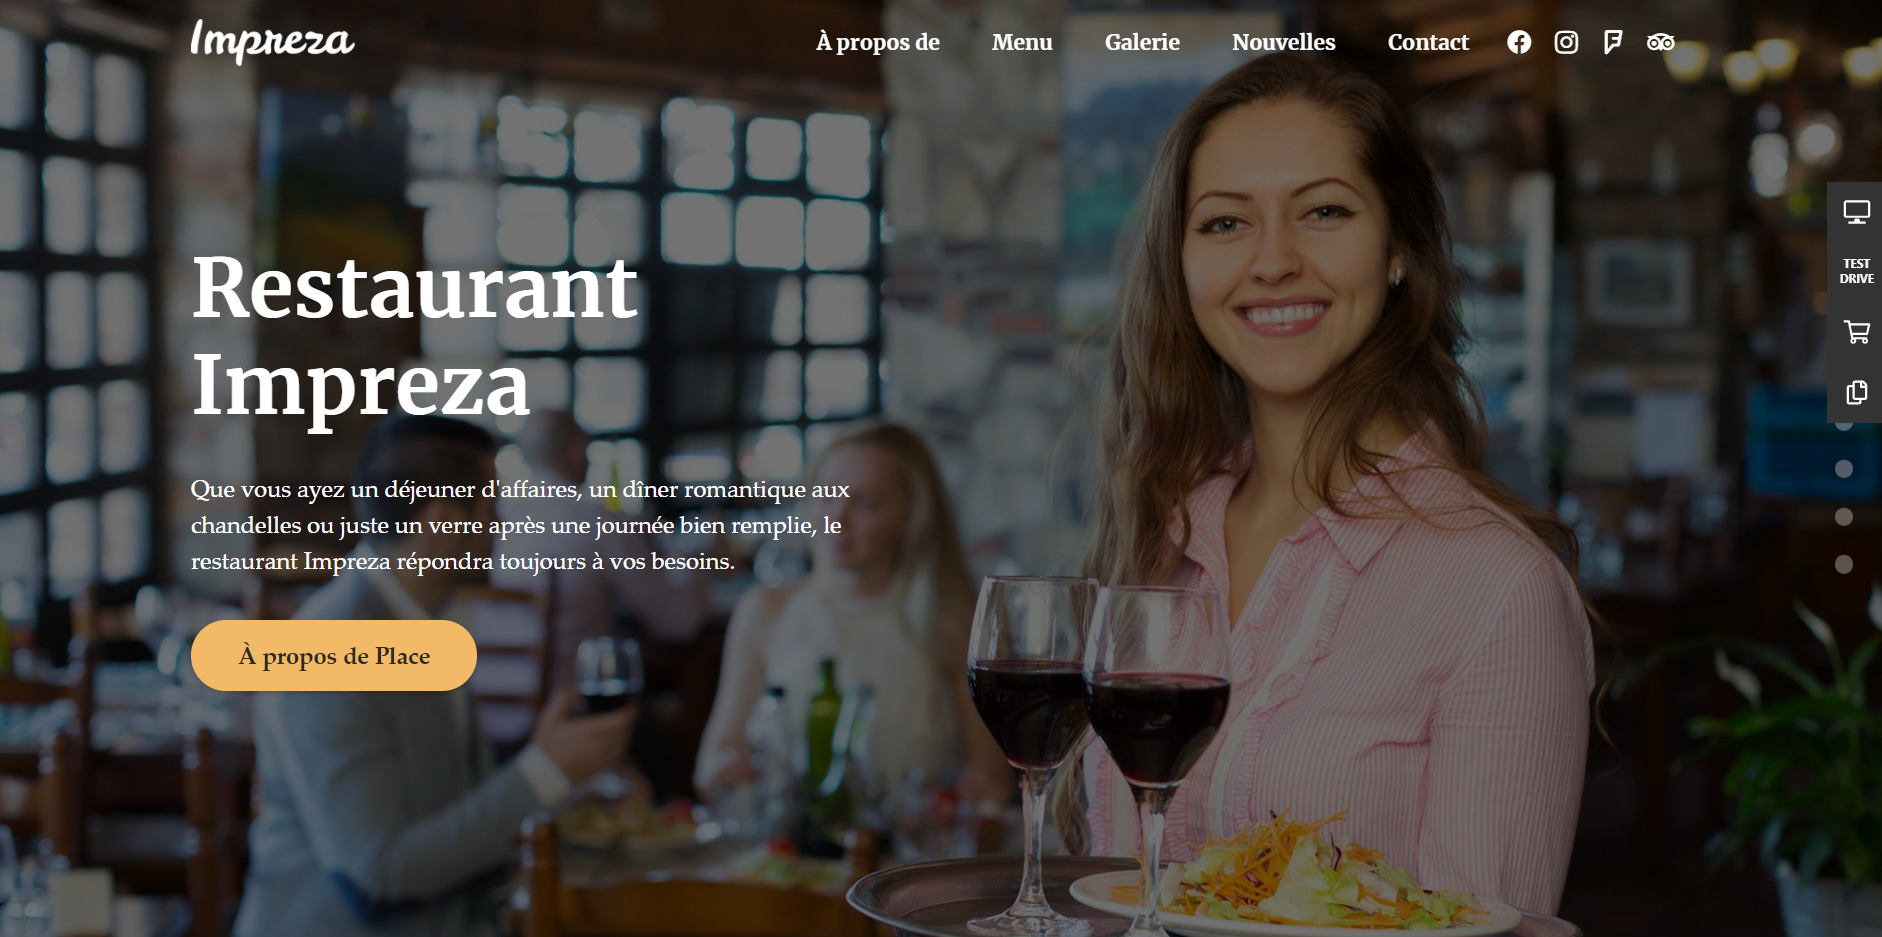 Impreza
À propos de Menu Galerie Nouvelles Contact
TEST
DRIVE
Restaurant
Impreza
Que vous ayez un déjeuner d'affaires, un dîner romantique aux
chandelles ou juste un verre après une journée bien remplie, le
restaurant Impreza répondra toujours à vos besoins.
À propos de Place